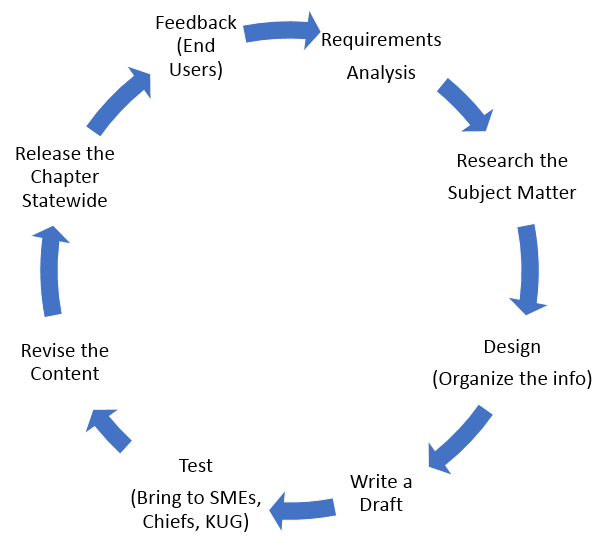 Feedback
(End
Users)
Requirements
Analysis
Research the
Subject Matter
Design
(Organize the info)
Write a
Draft
Test
(Bring to SMEs,
Chiefs, KUG)
Revise the
Content
Release the
Chapter
Statewide